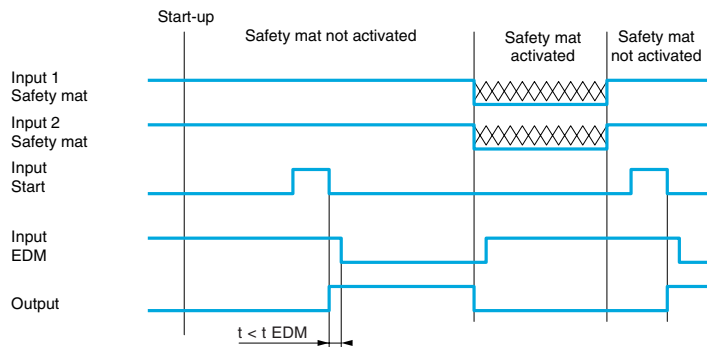 Start-up
Safety mat not activated
Safety mat
activated
Safety mat
not activated
Input 1
Safety mat
Input 2
Safety mat
Input
Start
Input
EDM
Output
t < t EDM